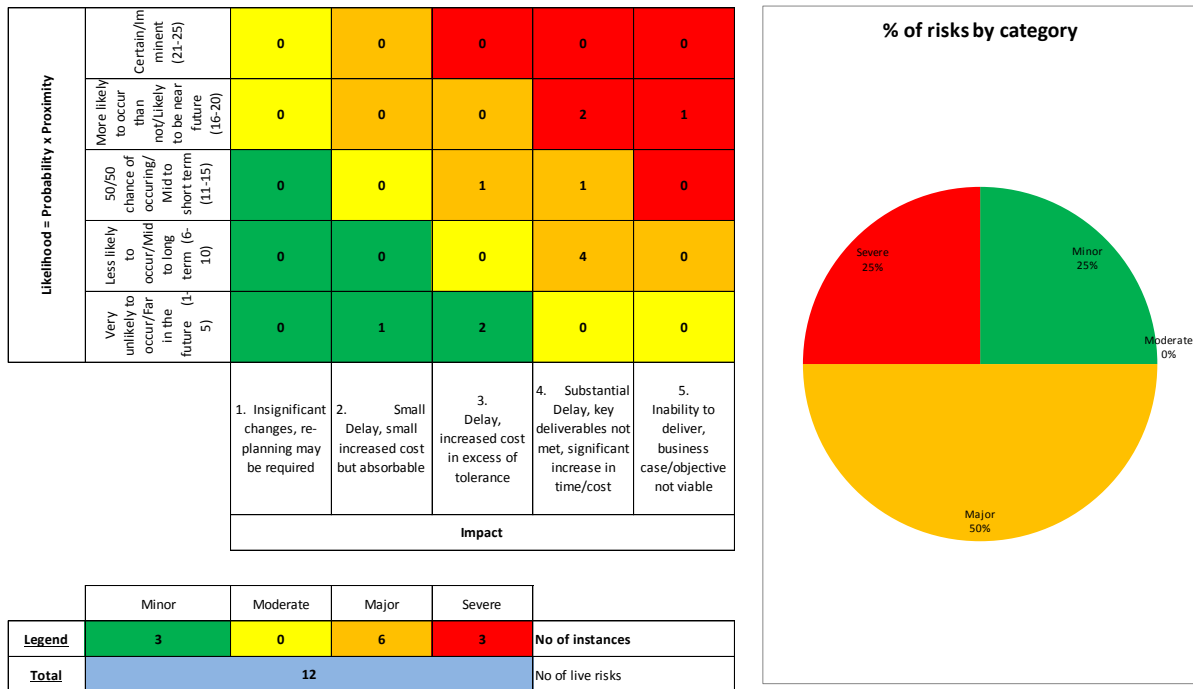 % of risks by category
Likelihood = Probability x Proximity
Certain/Im
minent
(21-25)
0
0
0
0
0
More likely
to occur
than
not/Likely
to be near
future
(16-20)
0
0
0
2
1
50/50
chance of
occuring/
Mid to
short term
(11-15)
0
0
1
1
0
Less likely
to
occur/Mid
to long
term (6-
10)
0
0
0
4
0
Very
unlikely to
occur/Far
in the
future (1-
5)
0
1
2
0
0
1. Insignificant
changes, re-
planning may
be required
2. Small
Delay, small
increased cost
but absorbable
3.
Delay,
increased cost
in excess of
tolerance
4. Substantial
Delay, key
deliverables not
met, significant
increase in
time/cost
5.
Inability to
deliver,
business
case/objective
not viable
Impact
Severe
25%
Minor
25%
Moderate
0%
Major
50%
Minor
Moderate
Major
Severe
Legend
3
0
6
3
No of instances
Total
12
No of live risks